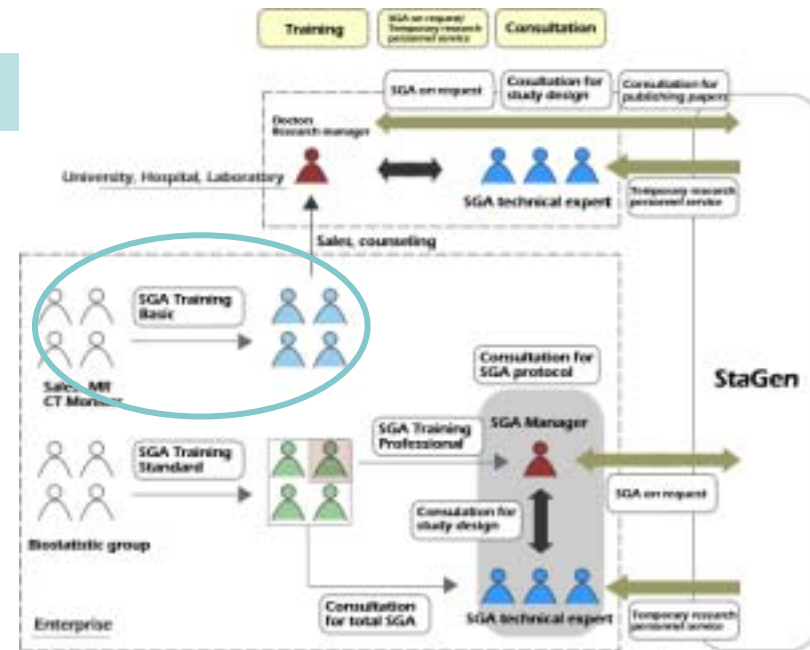 Training
SGA on request/
Temporary research
personnel service
Consultation
SGA on request
Cosultation for
study design
Consultation for
publishing papers
Doctors
Research manager
University, Hospital, Laboratory
SGA technical expert
Temporary research
personnel service
Sales, counseling
SGA Training
Basic
Sales, MR
CT Monitor
Consultation for
SGA protocol
StaGen
SGA Manager
SGA Training
Professional
SGA Training
Standard
SGA on request
Consulation for
study design
Biostatistic group
Consultation
for total SGA
SGA technical expert
Temporary research
personnel service
Enterprise